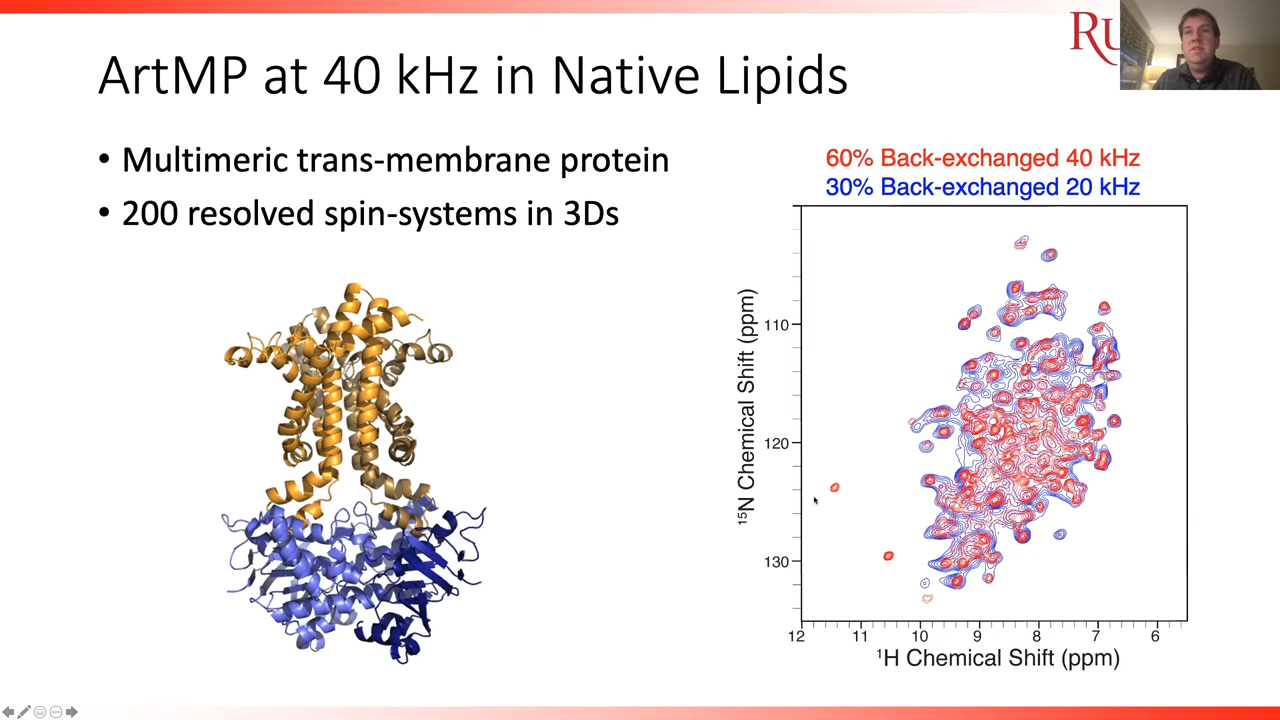 RU
ArtMP at 40 kHz in Native Lipids
• Multimeric trans-membrane protein
• 200 resolved spin-systems in 3Ds
60% Back-exchanged 40 kHz
30% Back-exchanged 20 kHz
¹⁵N Chemical Shift (ppm)
110
120
130
12 11 10 9 8 7 6
¹H Chemical Shift (ppm)